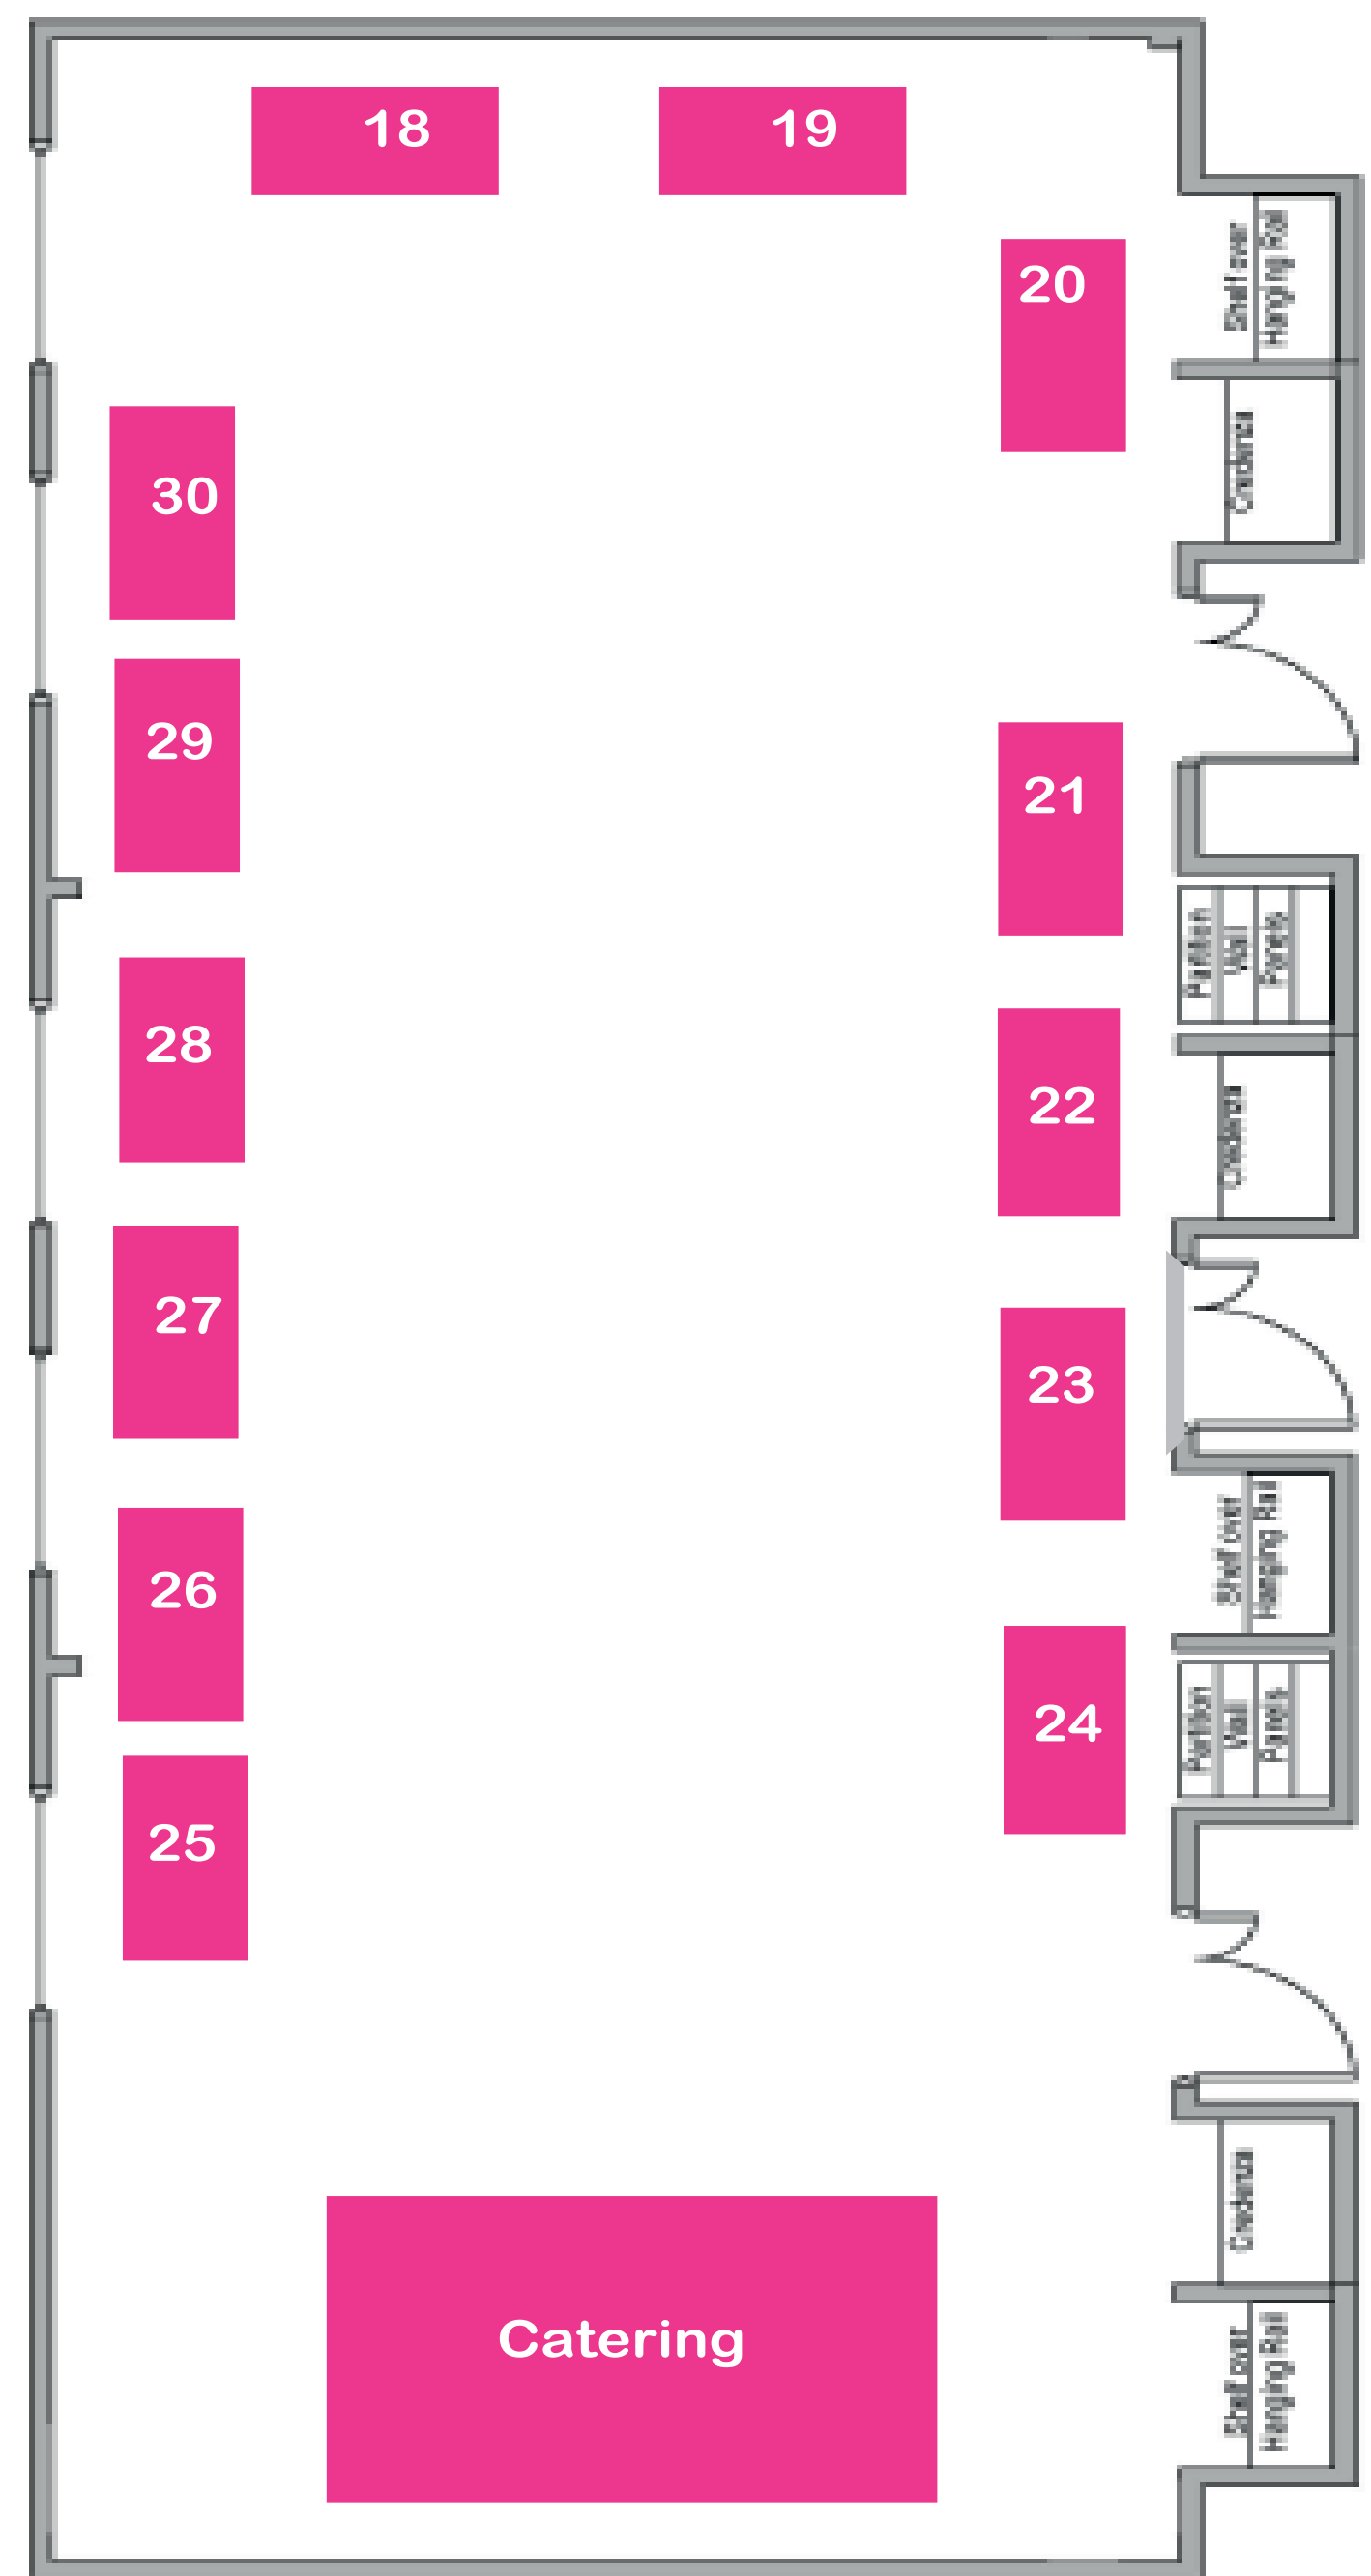 18
19
20
Shelf over
Hanging Rail
Credenza
30
29
21
Partition
Wall
Panels
28
22
Credenza
27
23
Shelf over
Hanging Rail
26
24
Partition
Wall
Panels
25
Credenza
Catering
Shelf over
Hanging Rail